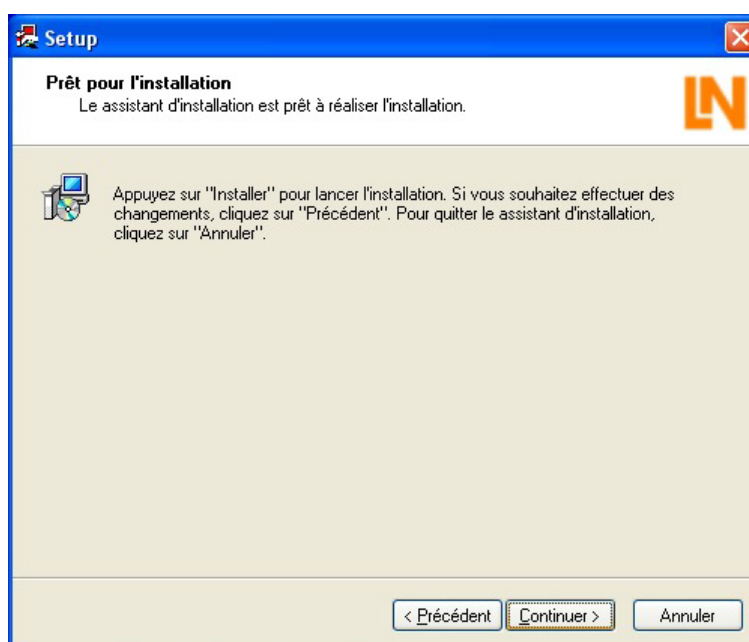 Setup
Prêt pour l'installation
Le assistant d'installation est prêt à réaliser l'installation.
LN
Appuyez sur "Installer" pour lancer l'installation. Si vous souhaitez effectuer des
changements, cliquez sur "Précédent". Pour quitter le assistant d'installation,
cliquez sur "Annuler".
< Précédent
Continuer >
Annuler